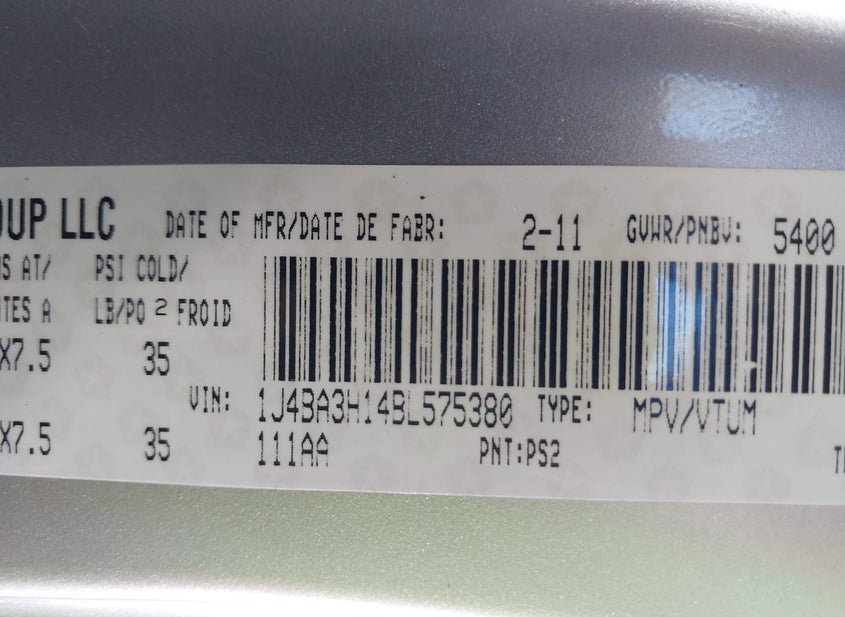 OUP LLC DATE OF MFR/DATE DE FABR: 2-11 GVWR/PNBV: 5400
S AT/ PSI COLD/
TES A LB/PO 2 FROID
X7.5 35
VIN: 1J4BA3H14BL575380 TYPE: MPV/VTUM
X7.5 35 111AA PNT:PS2